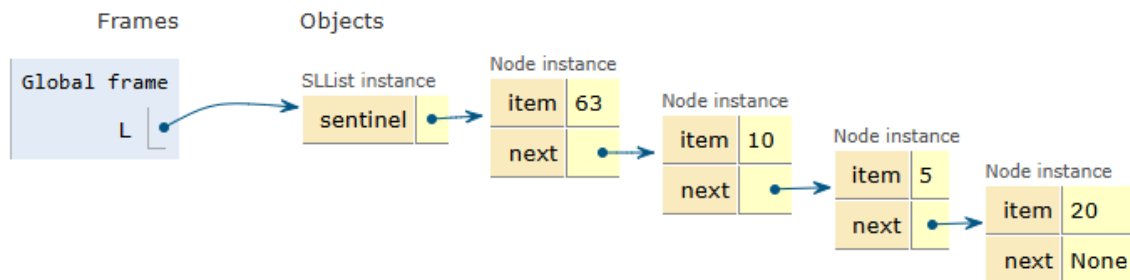 Frames Objects
Global frame
L
SLList instance
sentinel
Node instance
item 63
next
Node instance
item 10
next
Node instance
item 5
next
Node instance
item 20
next None